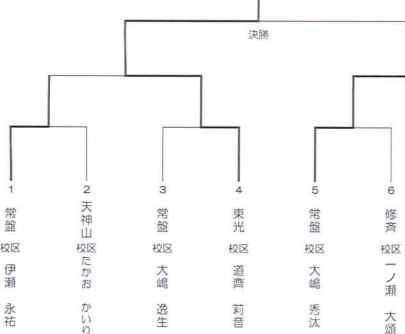 決勝
1
常盤
校区
伊瀬 永祐
2
天神山
校区
たかお かいり
3
常盤
校区
大嶋 逸生
4
東光
校区
道齊 莉音
5
常盤
校区
大嶋 秀汰
6
修斉
校区
一ノ瀬 大頌